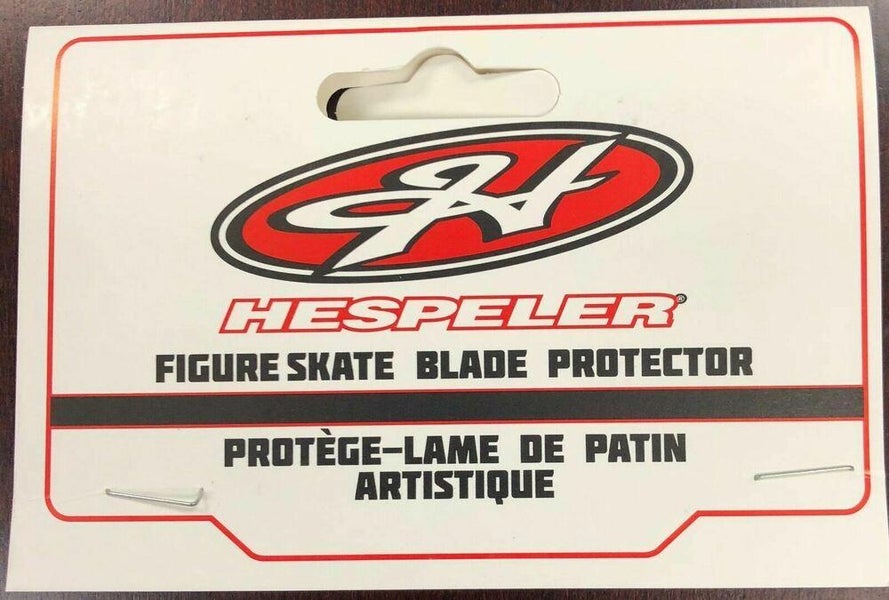 H
HESPELER®
FIGURE SKATE BLADE PROTECTOR
PROTÈGE-LAME DE PATIN
ARTISTIQUE